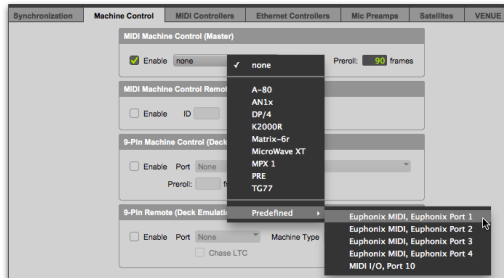 Synchronization Machine Control MIDI Controllers Ethernet Controllers Mic Preamps Satellites VENUE
MIDI Machine Control (Master)
Enable none Preroll: 90 frames
✓ none
A-80
AN1x
DP/4
K2000R
Matrix-6r
MicroWave XT
MPX 1
PRE
TG77
Predefined
MIDI Machine Control Remo
Enable ID
9-Pin Machine Control (Deck
Enable Port None
Preroll:
9-Pin Remote (Deck Emulatio
Enable Port None Machine Type
Chase LTC
Euphonix MIDI, Euphonix Port 1
Euphonix MIDI, Euphonix Port 2
Euphonix MIDI, Euphonix Port 3
Euphonix MIDI, Euphonix Port 4
MIDI I/O, Port 10